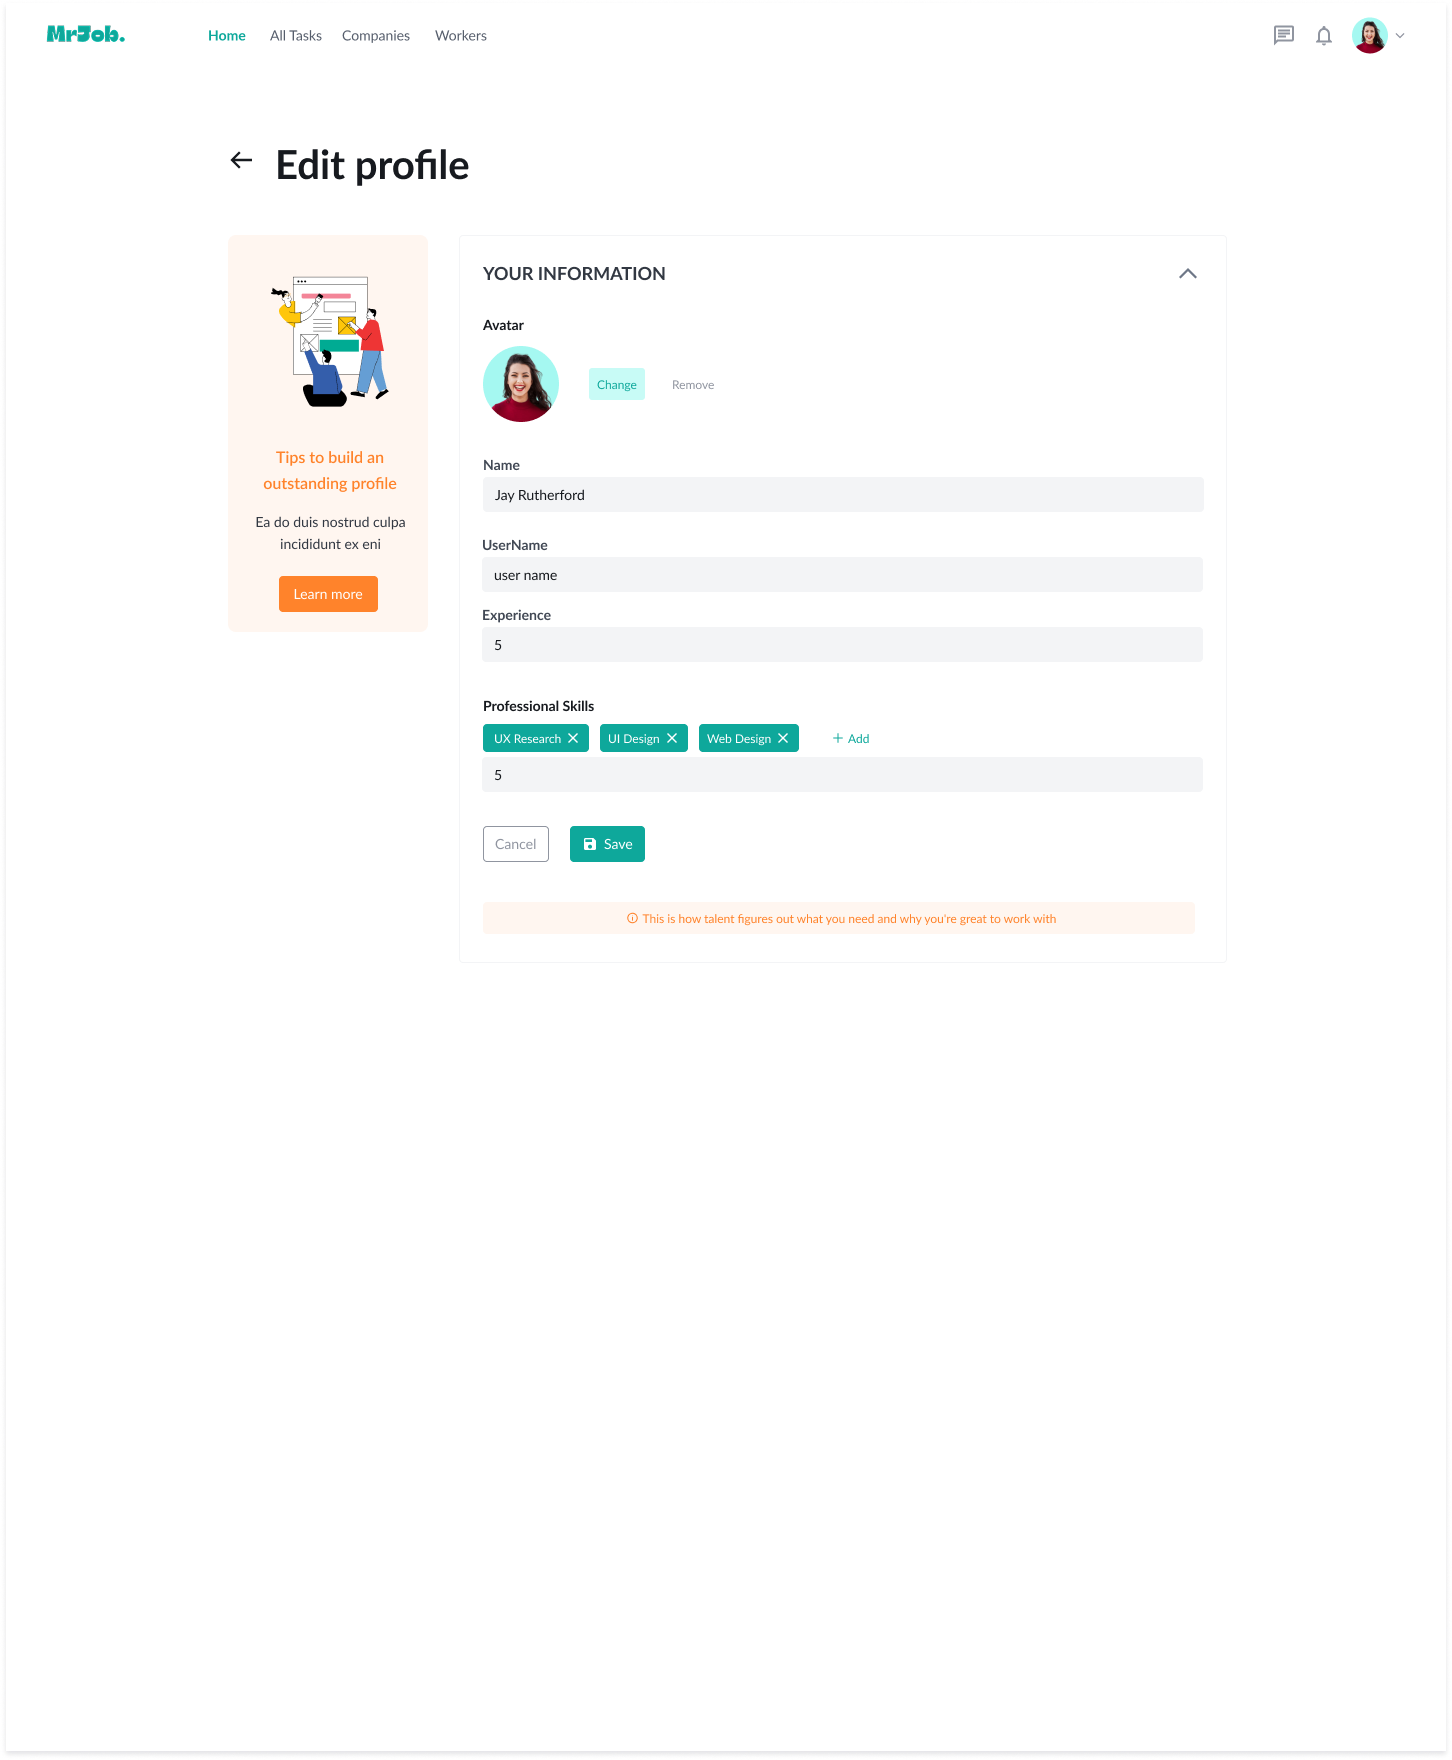 MrJob.
Home
All Tasks
Companies
Workers
Edit profile
Tips to build an
outstanding profile
Ea do duis nostrud culpa
incididunt ex eni
Learn more
YOUR INFORMATION
Avatar
Change
Remove
Name
Jay Rutherford
UserName
user name
Experience
5
Professional Skills
UX Research
UI Design
Web Design
Add
5
Cancel
Save
This is how talent figures out what you need and why you're great to work with